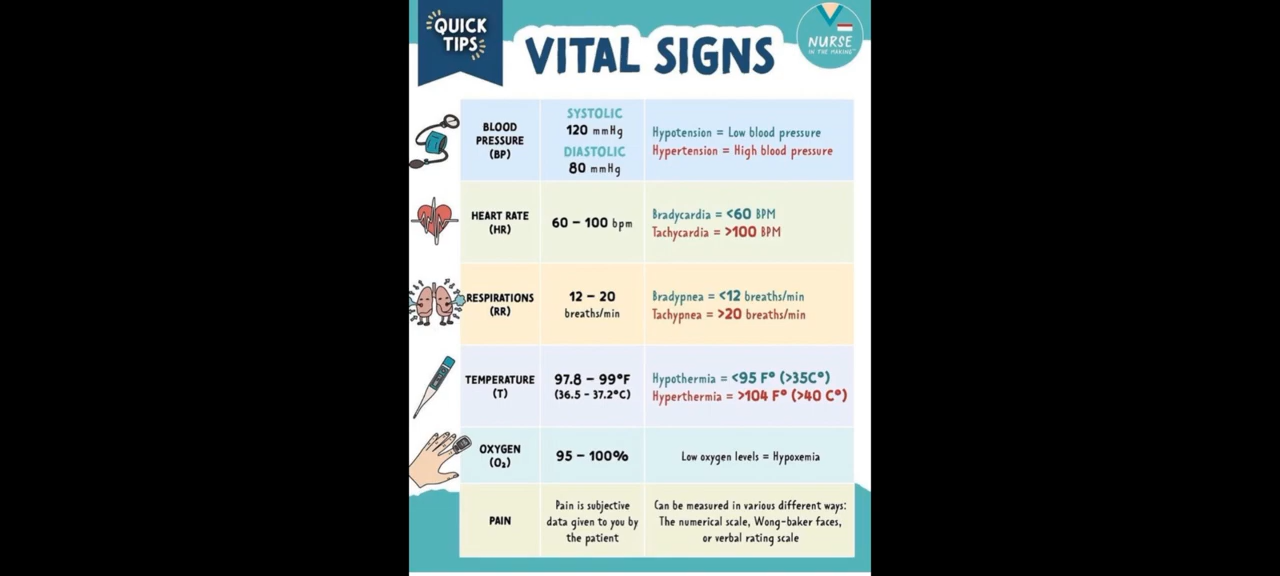 QUICK
TIPS
VITAL SIGNS
NURSE
IN THE MAKING
BLOOD
PRESSURE
(BP)
SYSTOLIC
120 mmHg
DIASTOLIC
80 mmHg
Hypotension = Low blood pressure
Hypertension = High blood pressure
HEART RATE
(HR)
60 – 100 bpm
Bradycardia = <60 BPM
Tachycardia = >100 BPM
RESPIRATIONS
(RR)
12 – 20
breaths/min
Bradypnea = <12 breaths/min
Tachypnea = >20 breaths/min
TEMPERATURE
(T)
97.8 – 99°F
(36.5 – 37.2°C)
Hypothermia = <95 F° (>35C°)
Hyperthermia = >104 F° (>40 C°)
OXYGEN
(O₂)
95 – 100%
Low oxygen levels = Hypoxemia
PAIN
Pain is subjective
data given to you by
the patient
Can be measured in various different ways:
The numerical scale, Wong-baker faces,
or verbal rating scale